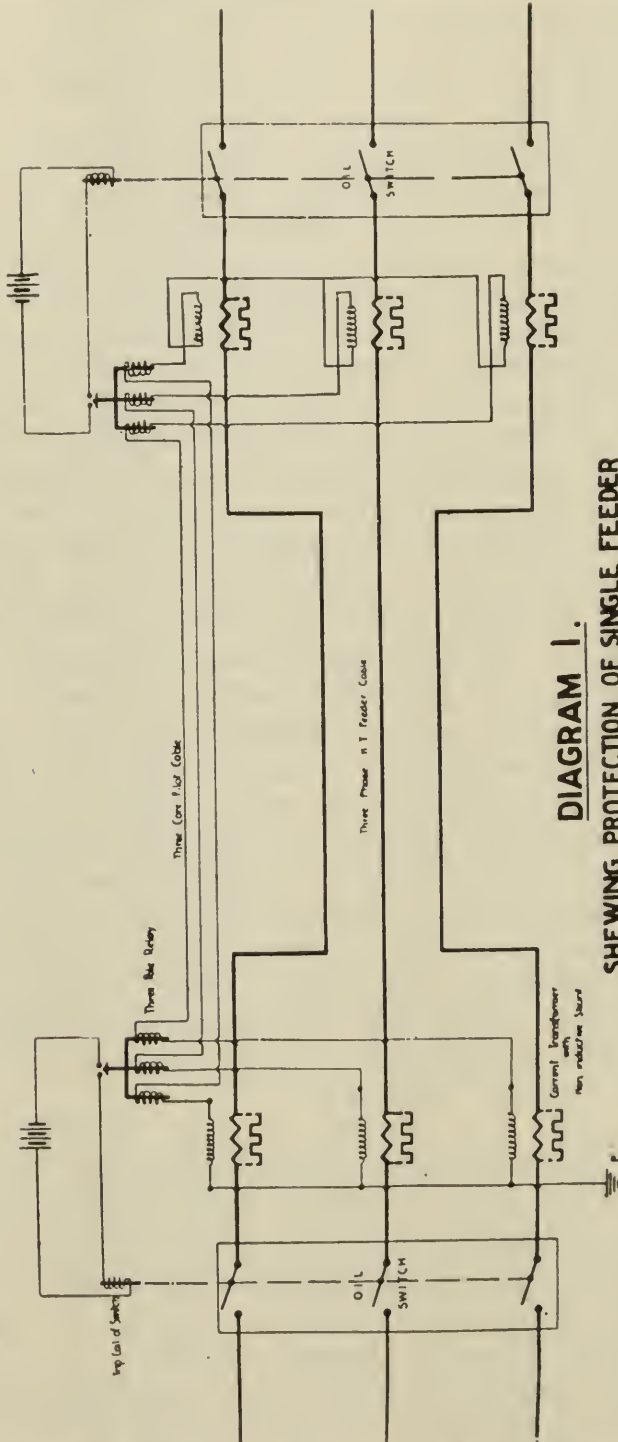 DIAGRAM 1.
SHEWING PROTECTION OF SINGLE FEEDER
Trip Coil of Switch
Three Pole Relay
Three Core Pilot Cable
Three Phase H T Feeder Cable
Current Transformer
with
Non inductive Shunt
OIL
SWITCH
OIL
SWITCH
E